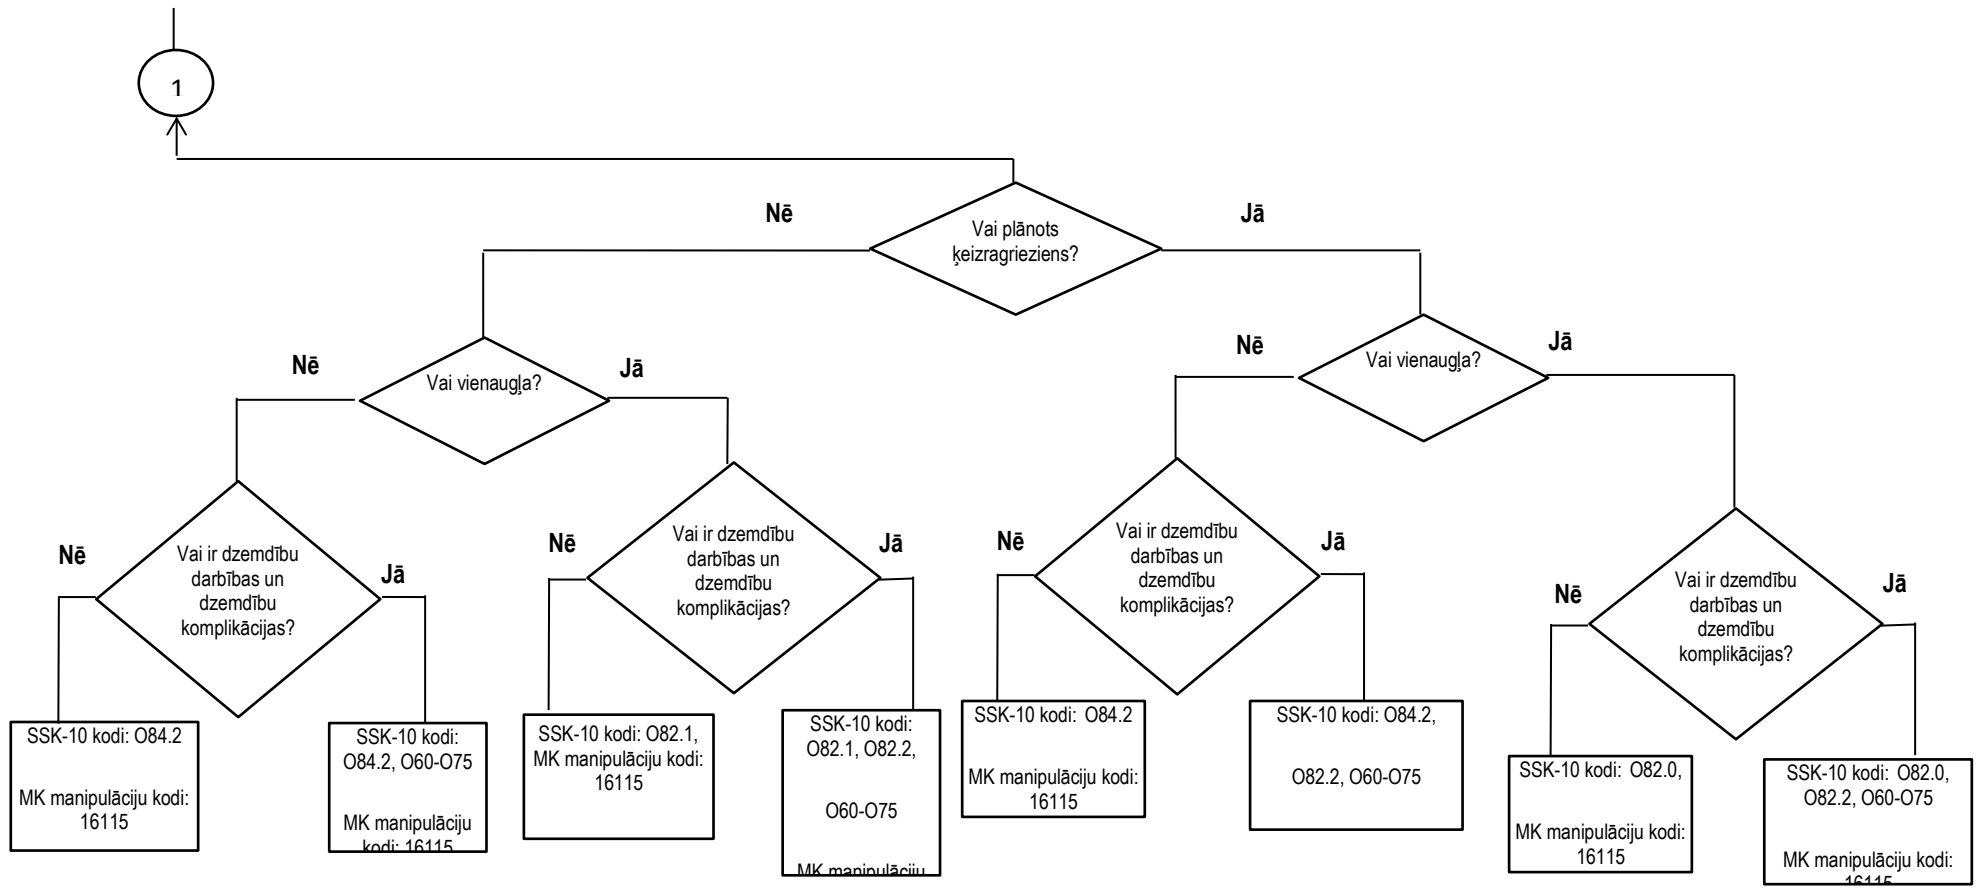 1
Nē
Jā
Vai plānots
ķeizragrieziens?
Nē
Jā
Vai vienaugļa?
Nē
Jā
Vai vienaugļa?
Nē
Jā
Vai ir dzemdību
darbības un
dzemdību
komplikācijas?
Nē
Jā
Vai ir dzemdību
darbības un
dzemdību
komplikācijas?
Nē
Jā
Vai ir dzemdību
darbības un
dzemdību
komplikācijas?
Nē
Jā
Vai ir dzemdību
darbības un
dzemdību
komplikācijas?
SSK-10 kodi: O84.2
MK manipulāciju kodi:
16115
SSK-10 kodi:
O84.2, O60-O75
MK manipulāciju
kodi: 16115
SSK-10 kodi: O82.1,
MK manipulāciju kodi:
16115
SSK-10 kodi:
O82.1, O82.2,
O60-O75
MK manipulāciju
SSK-10 kodi: O84.2
MK manipulāciju kodi:
16115
SSK-10 kodi: O84.2,
O82.2, O60-O75
SSK-10 kodi: O82.0,
MK manipulāciju kodi:
16115
SSK-10 kodi: O82.0,
O82.2, O60-O75
MK manipulāciju kodi:
16115